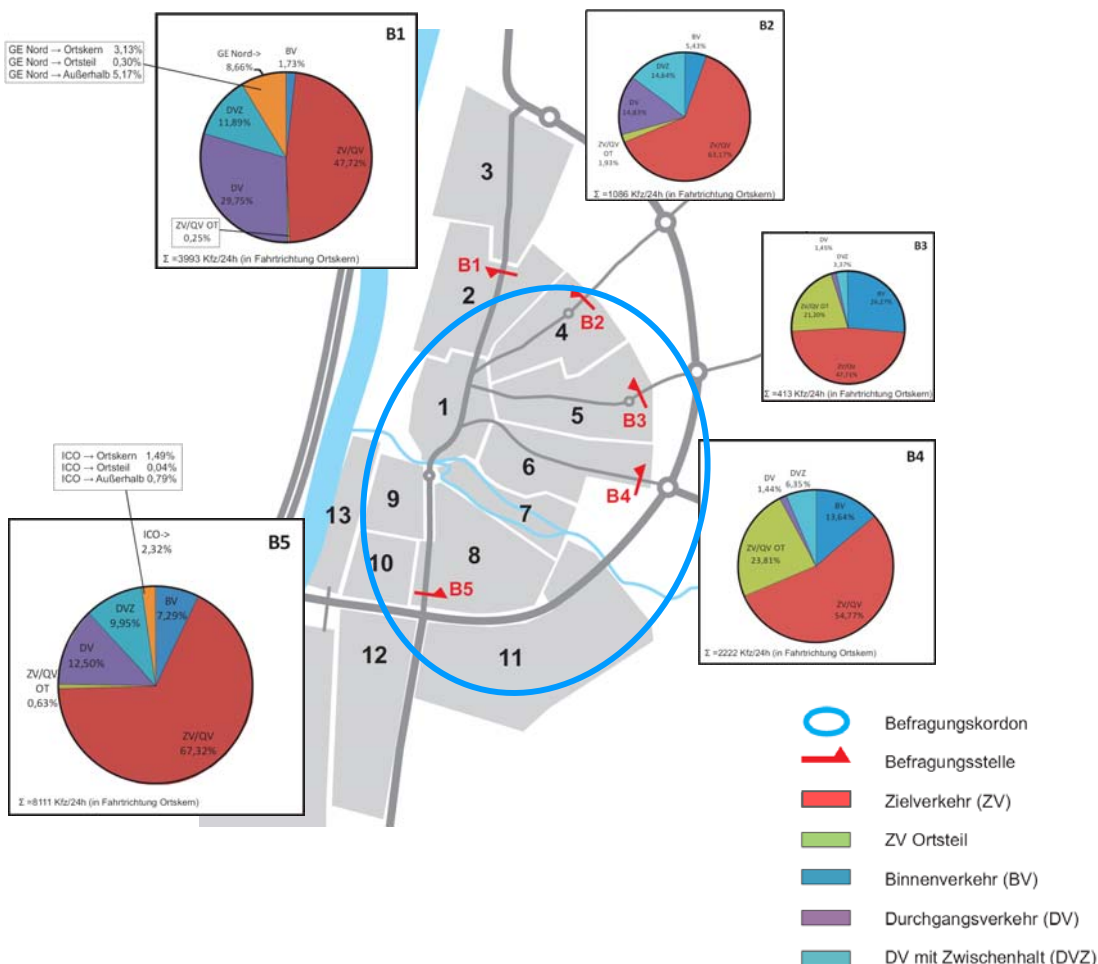 B1
GE Nord → Ortskern 3,13%
GE Nord → Ortsteil 0,30%
GE Nord → Außerhalb 5,17%
GE Nord->
8,66%
BV
1,73%
DVZ
11,89%
ZV/QV
47,72%
DV
29,75%
ZV/QV OT
0,25%
Σ =3993 Kfz/24h (in Fahrtrichtung Ortskern)
B2
BV
5,43%
DVZ
14,64%
DV
ZV/QV
OT
1,93%
ZV/QV
63,17%
Σ =1086 Kfz/24h (in Fahrtrichtung Ortskern)
B3
DV
1,45%
DVZ
3,37%
BV
ZV/QV OT
21,20%
ZV/QV
Σ =413 Kfz/24h (in Fahrtrichtung Ortskern)
B4
DV
1,44%
DVZ
6,35%
BV
13,64%
ZV/QV OT
23,81%
ZV/QV
54,77%
Σ =2222 Kfz/24h (in Fahrtrichtung Ortskern)
3
B1
2
B2
4
1
5
B3
6
B4
9
7
13
8
10
B5
12
11
ICO → Ortskern 1,49%
ICO → Ortsteil 0,04%
ICO → Außerhalb 0,79%
B5
ICO->
2,32%
BV
7,29%
DVZ
9,95%
DV
12,50%
ZV/QV
OT
0,63%
ZV/QV
67,32%
Σ =8111 Kfz/24h (in Fahrtrichtung Ortskern)
Befragungskordon
Befragungsstelle
Zielverkehr (ZV)
ZV Ortsteil
Binnenverkehr (BV)
Durchgangsverkehr (DV)
DV mit Zwischenhalt (DVZ)